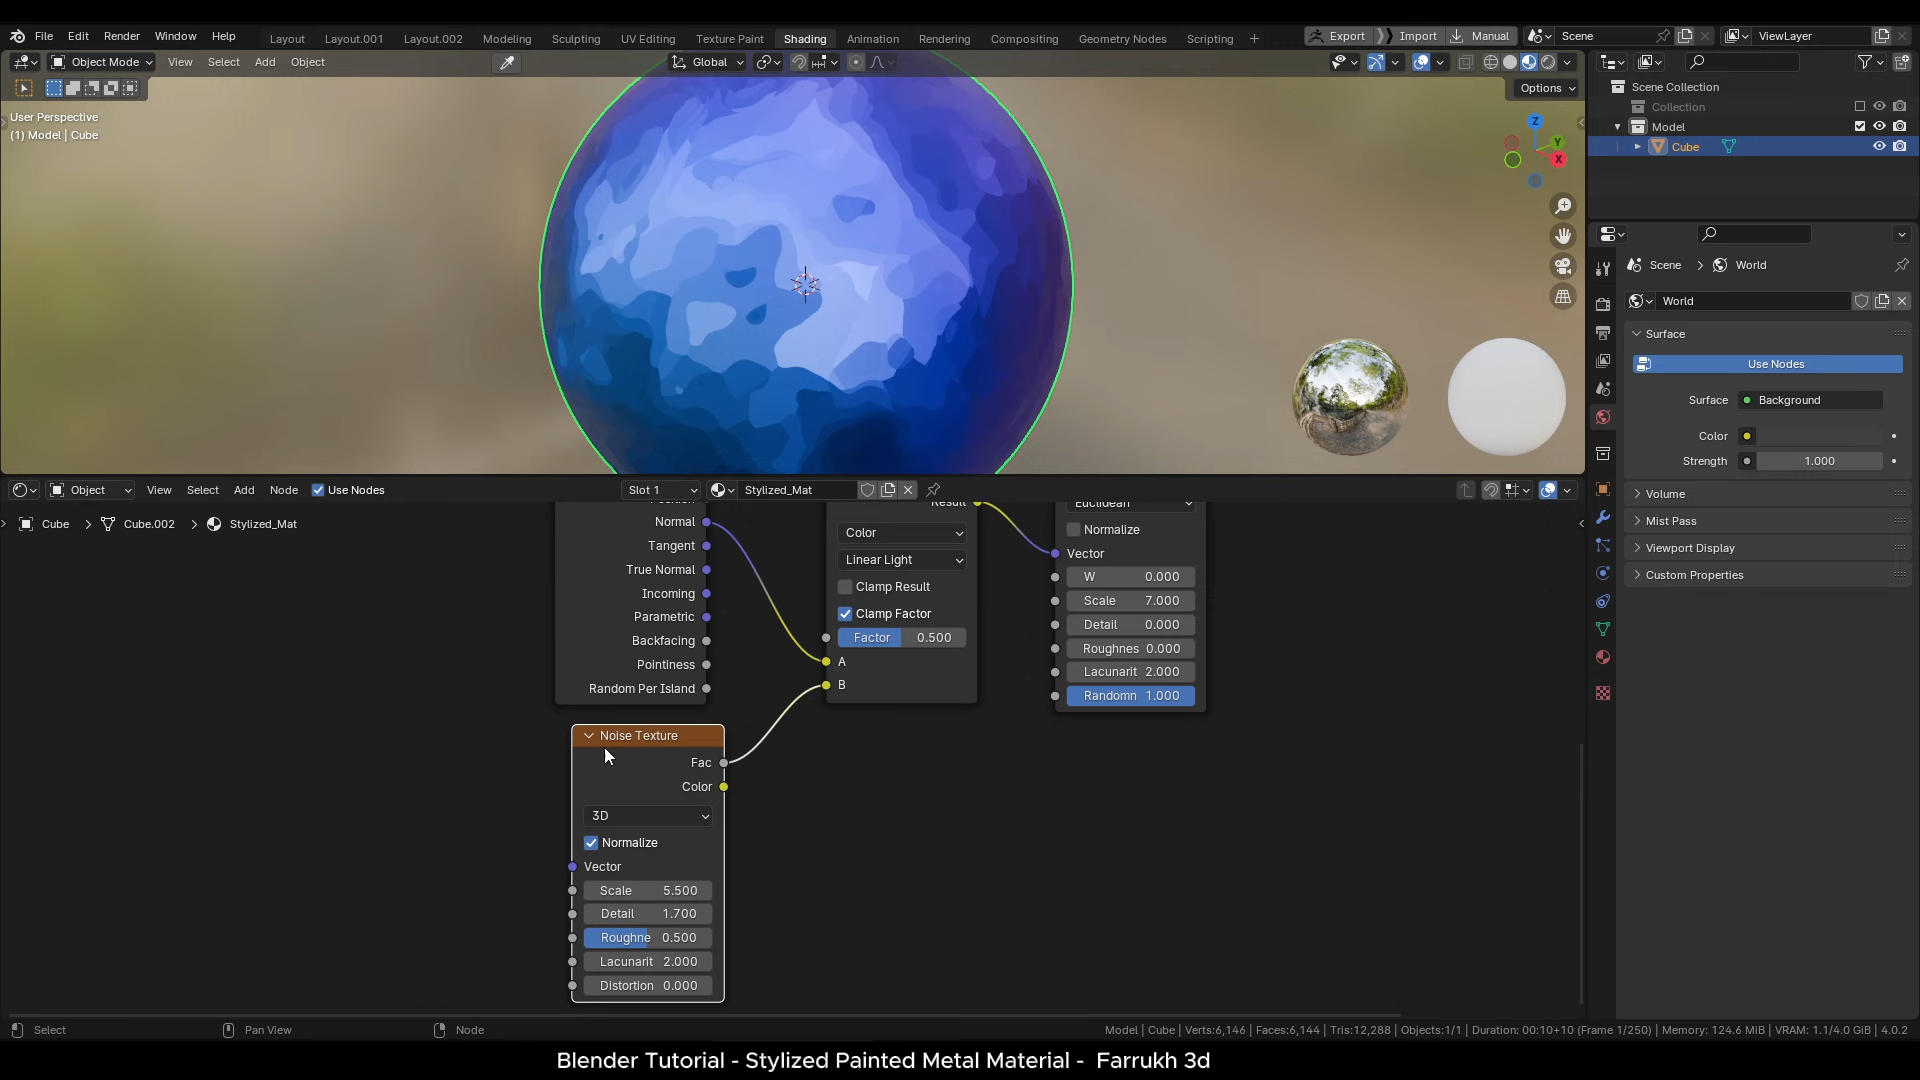 File Edit Render Window Help Layout Layout.001 Layout.002 Modeling Sculpting UV Editing Texture Paint Shading Animation Rendering Compositing Geometry Nodes Scripting + Export Import Manual Scene ViewLayer
Object Mode View Select Add Object Global
Options
User Perspective
(1) Model | Cube
Z
Y
X
Scene Collection
Collection
Model
Cube
Scene > World
World
Surface
Use Nodes
Surface Background
Color
Strength 1.000
Volume
Mist Pass
Viewport Display
Custom Properties
Object View Select Add Node Use Nodes Slot 1 Stylized_Mat
Cube > Cube.002 > Stylized_Mat
Position
Normal
Tangent
True Normal
Incoming
Parametric
Backfacing
Pointiness
Random Per Island
Result
Color
Linear Light
Clamp Result
Clamp Factor
Factor 0.500
A
B
Euclidean
Normalize
Vector
W 0.000
Scale 7.000
Detail 0.000
Roughnes 0.000
Lacunarit 2.000
Randomn 1.000
Noise Texture
Fac
Color
3D
Normalize
Vector
Scale 5.500
Detail 1.700
Roughne 0.500
Lacunarit 2.000
Distortion 0.000
Select Pan View Node Model | Cube | Verts:6,146 | Faces:6,144 | Tris:12,288 | Objects:1/1 | Duration: 00:10+10 (Frame 1/250) | Memory: 124.6 MiB | VRAM: 1.1/4.0 GiB | 4.0.2
Blender Tutorial - Stylized Painted Metal Material - Farrukh 3d